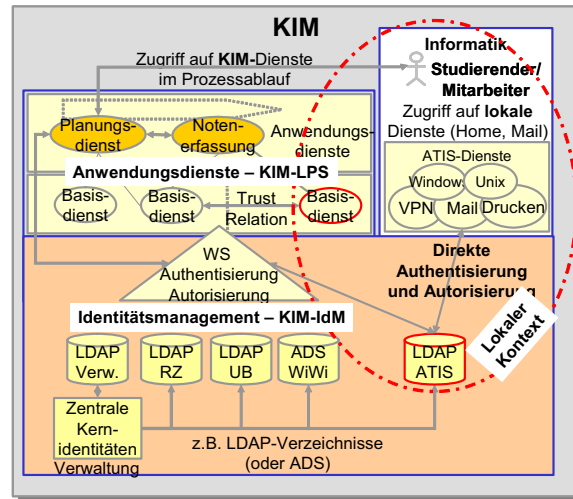 KIM
Zugriff auf KIM-Dienste
im Prozessablauf
Informatik
Studierender/
Mitarbeiter
Zugriff auf lokale
Dienste (Home, Mail)
Planungs-
dienst
Noten-
erfassung
Anwendungs-
dienste
Anwendungsdienste – KIM-LPS
ATIS-Dienste
Windows
Unix
VPN
Mail
Drucken
Basis-
dienst
Basis-
dienst
Trust
Relation
Basis-
dienst
WS
Authentisierung
Autorisierung
Direkte
Authentisierung
und Autorisierung
Identitätsmanagement – KIM-IdM
Lokaler
Kontext
LDAP
Verw.
LDAP
RZ
LDAP
UB
ADS
WiWi
LDAP
ATIS
Zentrale
Kern-
identitäten
Verwaltung
z.B. LDAP-Verzeichnisse
(oder ADS)